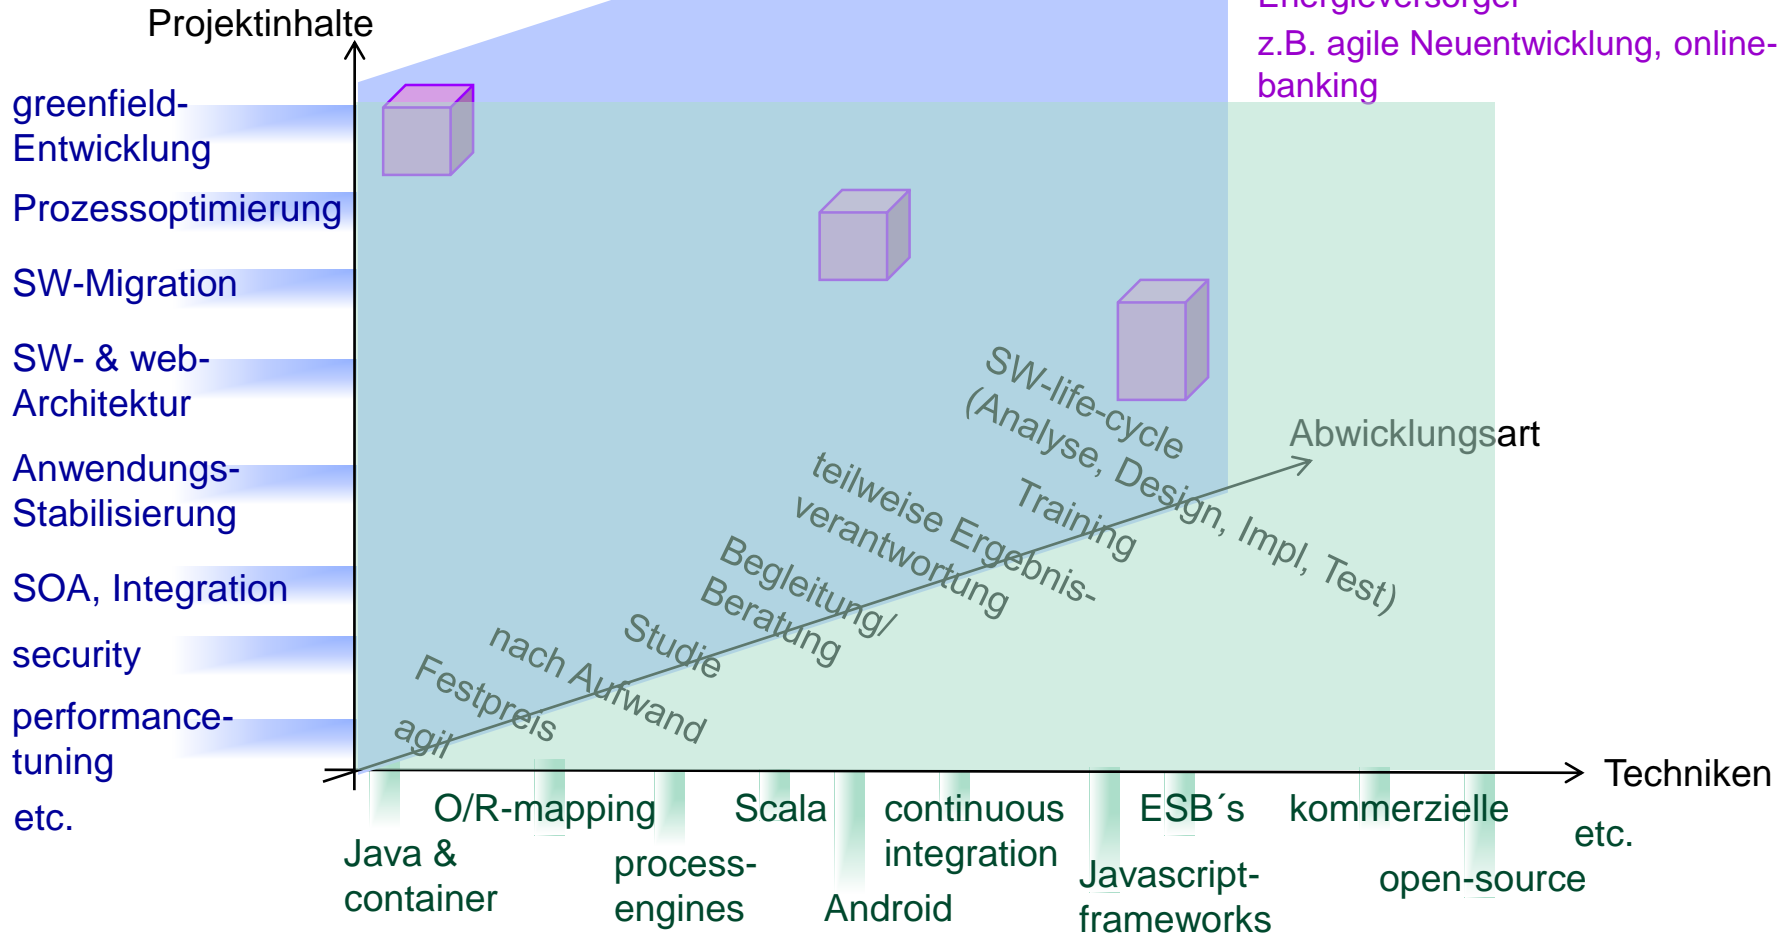 Projektinhalte
Energieversorger
z.B. agile Neuentwicklung, online-
banking
greenfield-
Entwicklung
Prozessoptimierung
SW-Migration
SW- & web-
Architektur
Anwendungs-
Stabilisierung
SOA, Integration
security
performance-
tuning
etc.
SW-life-cycle
(Analyse, Design, Impl, Test)
Abwicklungsart
Training
teilweise Ergebnis-
verantwortung
Begleitung/
Beratung
Studie
nach Aufwand
Festpreis
agil
Techniken
O/R-mapping
Scala
continuous
integration
ESB´s
kommerzielle
etc.
Java &
container
process-
engines
Android
Javascript-
frameworks
open-source